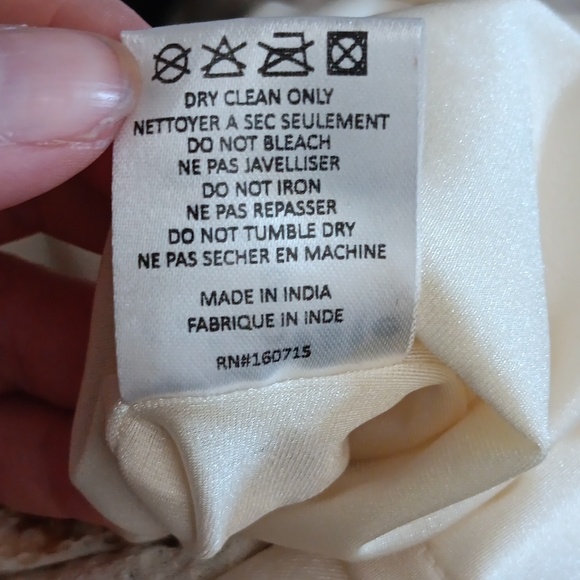 DRY CLEAN ONLY
NETTOYER A SEC SEULEMENT
DO NOT BLEACH
NE PAS JAVELLISER
DO NOT IRON
NE PAS REPASSER
DO NOT TUMBLE DRY
NE PAS SECHER EN MACHINE
MADE IN INDIA
FABRIQUE IN INDE
RN#160715